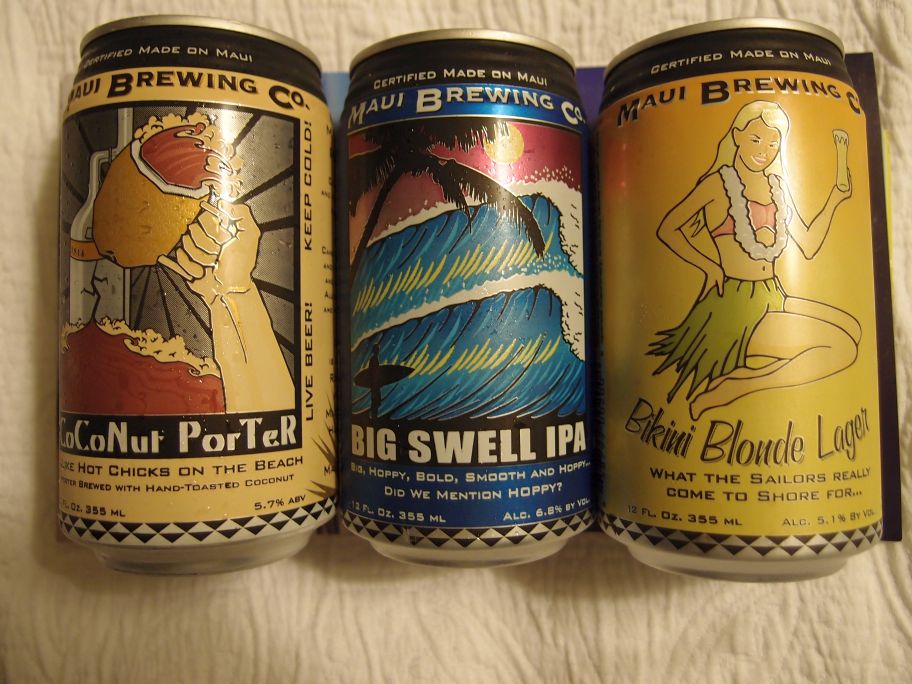 CERTIFIED MADE ON MAUI
MAUI BREWING CO.
KEEP COLD!
LIVE BEER!
CoCoNut PorTeR
LIKE HOT CHICKS ON THE BEACH
PORTER BREWED WITH HAND-TOASTED COCONUT
FL. OZ. 355 ML 5.7% ABV
CERTIFIED MADE ON MAUI
MAUI BREWING CO.
BIG SWELL IPA
BIG, HOPPY, BOLD, SMOOTH AND HOPPY...
DID WE MENTION HOPPY?
12 FL. OZ. 355 ML ALC. 6.8% BY VOL.
CERTIFIED MADE ON MAUI
MAUI BREWING C
Bikini Blonde Lager
WHAT THE SAILORS REALLY
COME TO SHORE FOR...
12 FL. OZ. 355 ML ALC. 5.1% BY VOL.